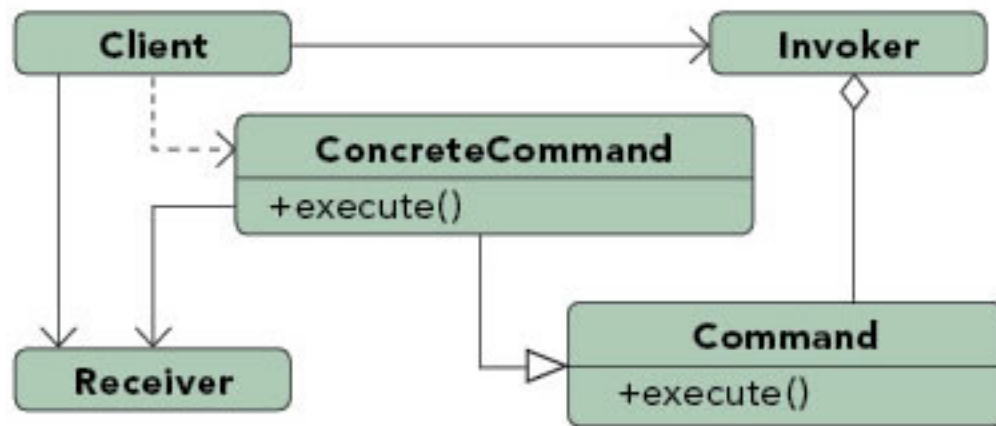 Client
Invoker
ConcreteCommand
+execute()
Command
+execute()
Receiver